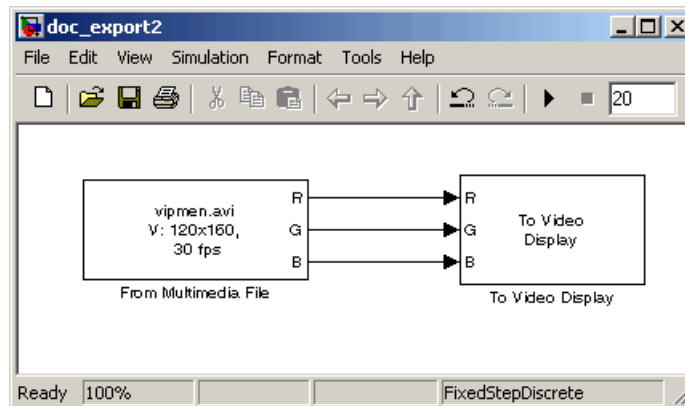 doc_export2
File Edit View Simulation Format Tools Help
20
vipmen.avi
V: 120x160,
30 fps
R
G
B
From Multimedia File
R
G
B
To Video
Display
To Video Display
Ready 100% FixedStepDiscrete